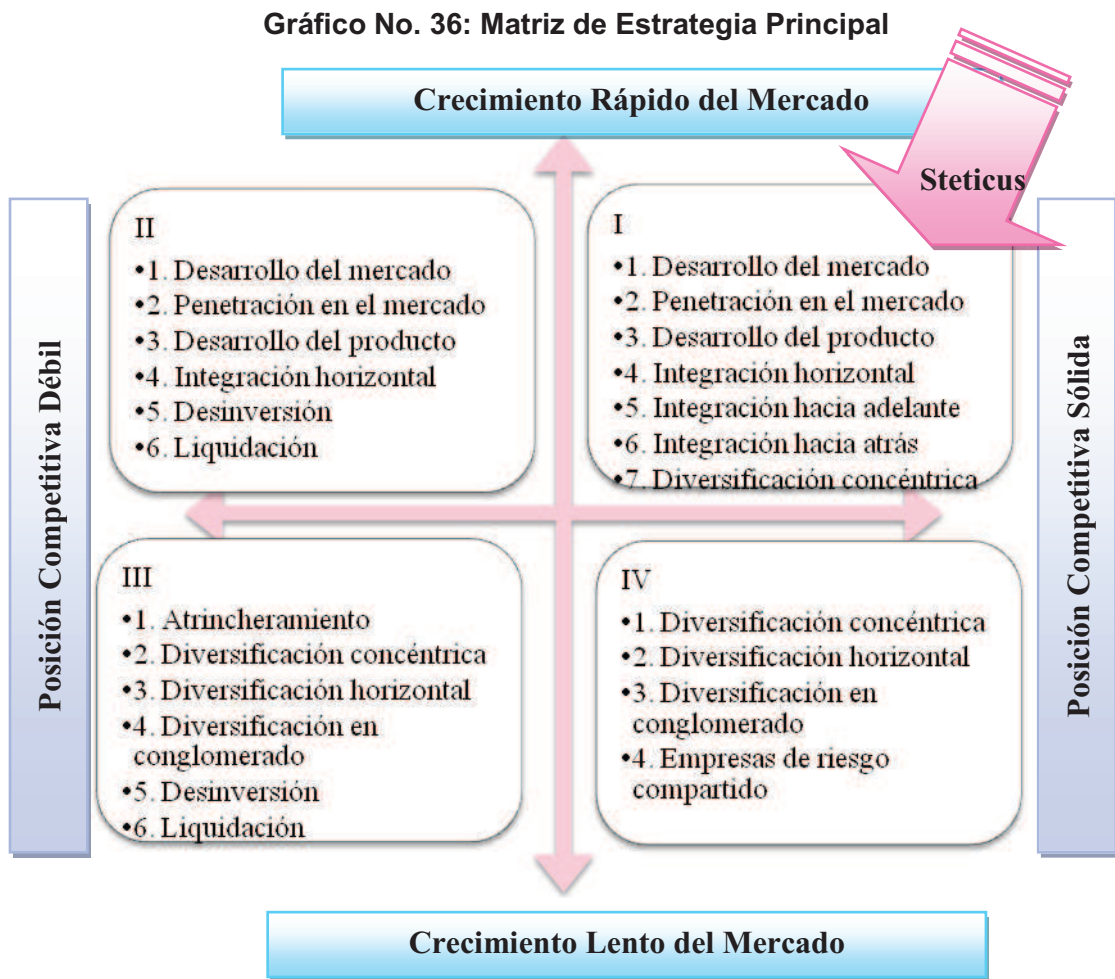 Gráfico No. 36: Matriz de Estrategia Principal
Crecimiento Rápido del Mercado
Steticus
Posición Competitiva Débil
II
•1. Desarrollo del mercado
•2. Penetración en el mercado
•3. Desarrollo del producto
•4. Integración horizontal
•5. Desinversión
•6. Liquidación
I
•1. Desarrollo del mercado
•2. Penetración en el mercado
•3. Desarrollo del producto
•4. Integración horizontal
•5. Integración hacia adelante
•6. Integración hacia atrás
•7. Diversificación concéntrica
Posición Competitiva Sólida
III
•1. Atrincheramiento
•2. Diversificación concéntrica
•3. Diversificación horizontal
•4. Diversificación en
conglomerado
•5. Desinversión
•6. Liquidación
IV
•1. Diversificación concéntrica
•2. Diversificación horizontal
•3. Diversificación en
conglomerado
•4. Empresas de riesgo
compartido
Crecimiento Lento del Mercado